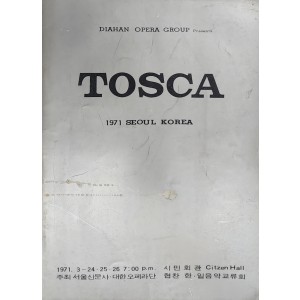 DIAHAN OPERA GROUP Present
TOSCA
1971 SEOUL KOREA
1971. 3-24·25·26 7:00 p.m. 시민회관 Citizen Hall
주최 서울신문사·대한오페라단 협찬 한·일음악교류회